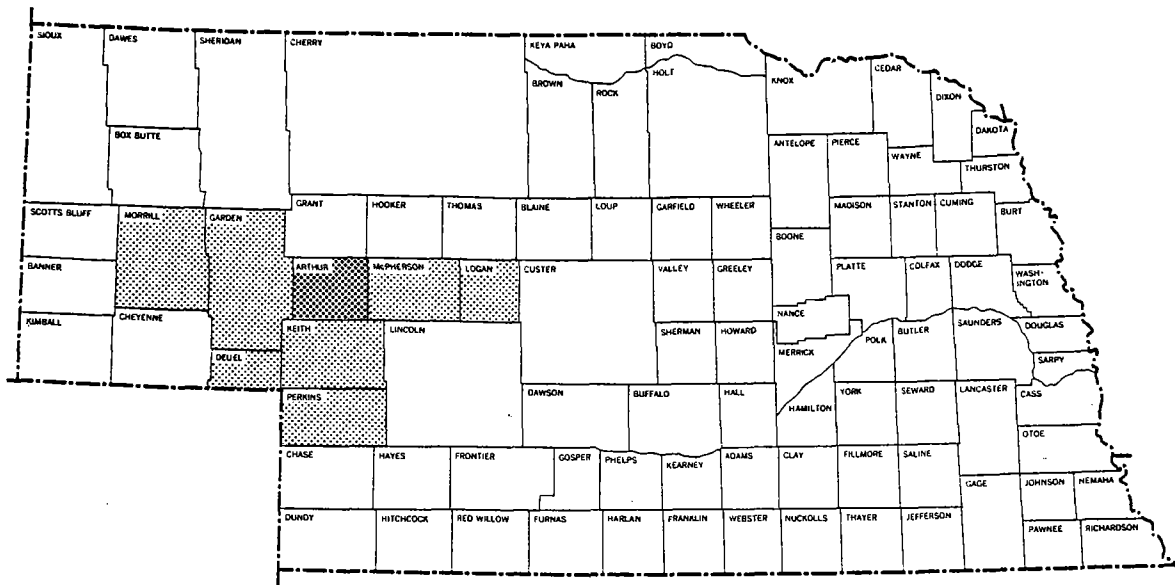 SIOUX
DAWES
SHERIDAN
CHERRY
KEYA PAHA
BOYD
BROWN
ROCK
HOLT
KNOX
CEDAR
DIXON
DAKOTA
BOX BUTTE
ANTELOPE
PIERCE
WAYNE
THURSTON
SCOTTS BLUFF
MORRILL
GARDEN
GRANT
HOOKER
THOMAS
BLAINE
LOUP
GARFIELD
WHEELER
BOONE
MADISON
STANTON
CUMING
BURT
BANNER
ARTHUR
McPHERSON
LOGAN
CUSTER
VALLEY
GREELEY
PLATTE
COLFAX
DODGE
WASH-
INGTON
KIMBALL
CHEYENNE
DEUEL
KEITH
LINCOLN
SHERMAN
HOWARD
NANCE
MERRICK
POLK
BUTLER
SAUNDERS
DOUGLAS
SARPY
PERKINS
DAWSON
BUFFALO
HALL
HAMILTON
YORK
SEWARD
LANCASTER
CASS
OTOE
CHASE
HAYES
FRONTIER
GOSPER
PHELPS
KEARNEY
ADAMS
CLAY
FILLMORE
SALINE
GAGE
JOHNSON
NEMAHA
DUNDY
HITCHCOCK
RED WILLOW
FURNAS
HARLAN
FRANKLIN
WEBSTER
NUCKOLLS
THAYER
JEFFERSON
PAWNEE
RICHARDSON